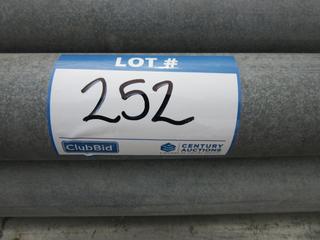 LOT #
252
ClubBid
CENTURY
AUCTIONS